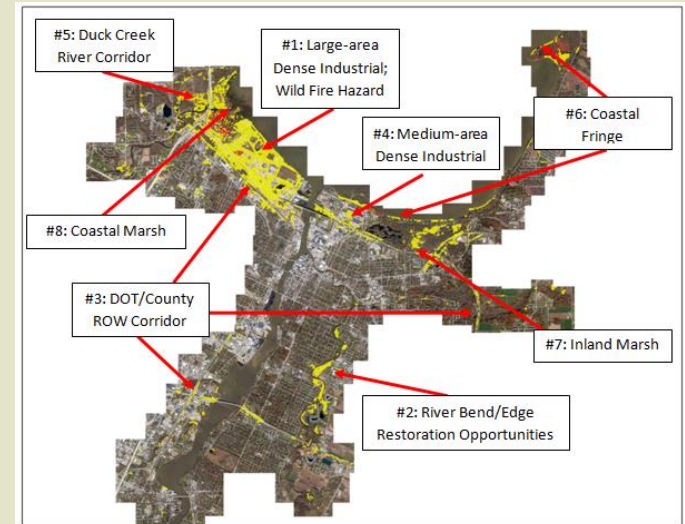 #5: Duck Creek
River Corridor
#1: Large-area
Dense Industrial;
Wild Fire Hazard
#4: Medium-area
Dense Industrial
#6: Coastal
Fringe
#8: Coastal Marsh
#3: DOT/County
ROW Corridor
#7: Inland Marsh
#2: River Bend/Edge
Restoration Opportunities